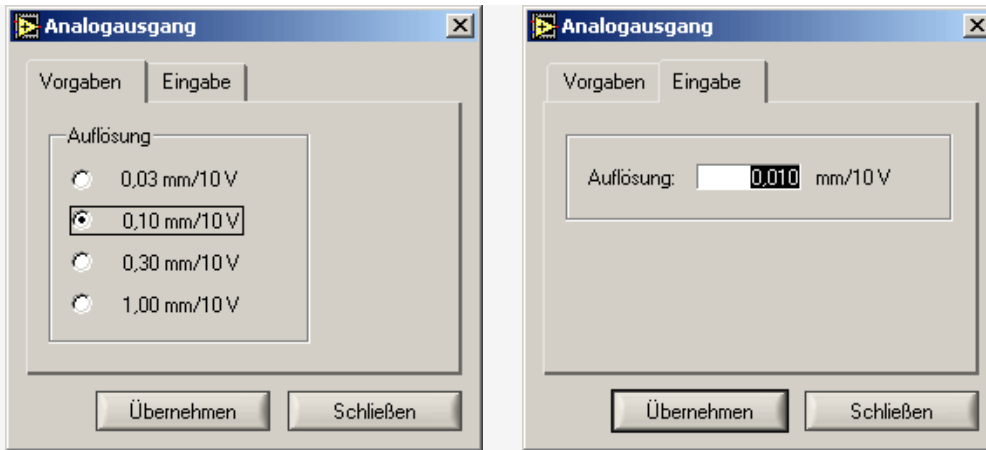 Analogausgang
Vorgaben Eingabe
Auflösung
0,03 mm/10 V
0,10 mm/10 V
0,30 mm/10 V
1,00 mm/10 V
Übernehmen Schließen
Analogausgang
Vorgaben Eingabe
Auflösung: 0,010 mm/10 V
Übernehmen Schließen